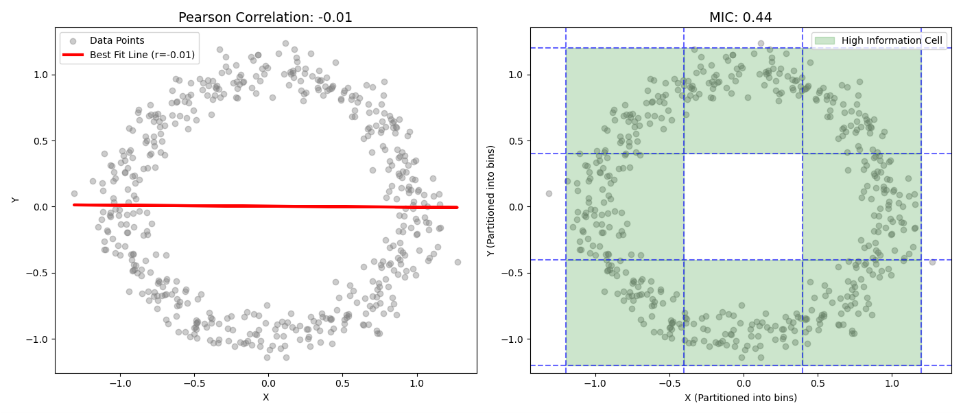 Pearson Correlation: -0.01
Data Points
Best Fit Line (r=-0.01)
1.0
0.5
0.0
−0.5
−1.0
Y
−1.0
−0.5
0.0
0.5
1.0
X
MIC: 0.44
High Information Cell
1.0
0.5
0.0
−0.5
−1.0
Y (Partitioned into bins)
−1.0
−0.5
0.0
0.5
1.0
X (Partitioned into bins)